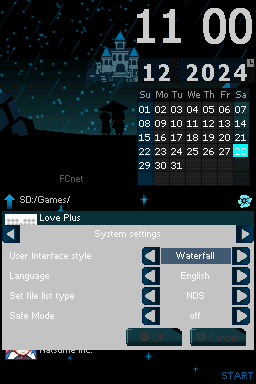 11 00
12 2024
Su Mo Tu We Th Fr Sa
01 02 03 04 05 06 07
08 09 10 11 12 13 14
15 16 17 18 19 20 21
22 23 24 25 26 27 28
29 30 31
FCnet
SD:/Games/
Love Plus
System settings
User Interface style Waterfall
Language English
Set file list type NDS
Safe Mode off
OK
Cancel
Natsume Inc.
START